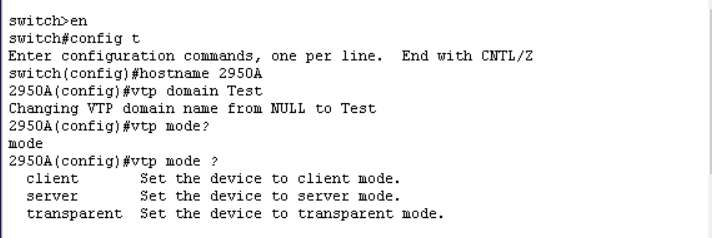 switch>en
switch#config t
Enter configuration commands, one per line.  End with CNTL/Z
switch(config)#hostname 2950A
2950A(config)#vtp domain Test
Changing VTP domain name from NULL to Test
2950A(config)#vtp mode?
mode
2950A(config)#vtp mode ?
  client       Set the device to client mode.
  server       Set the device to server mode.
  transparent  Set the device to transparent mode.